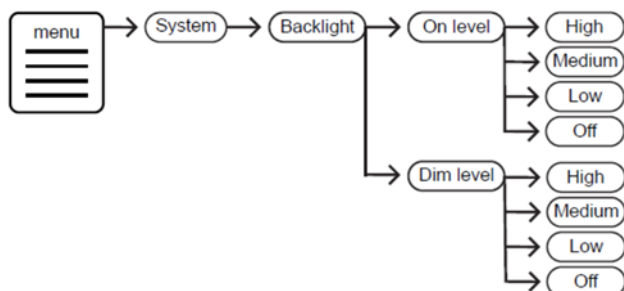 menu
System
Backlight
On level
High
Medium
Low
Off
Dim level
High
Medium
Low
Off